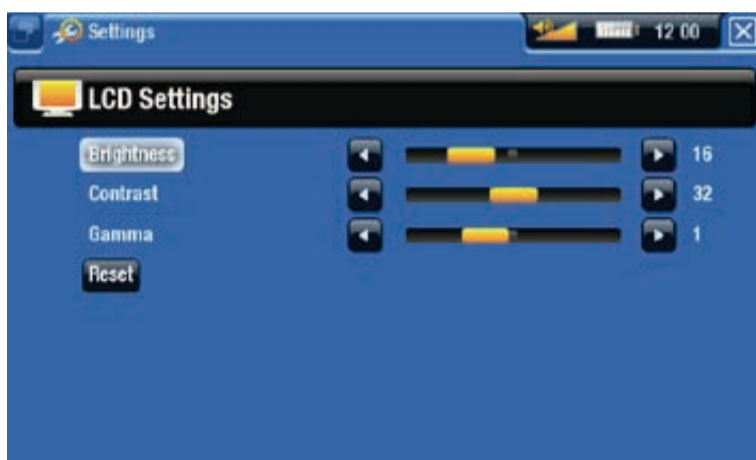 Settings 12 00
LCD Settings
Brightness 16
Contrast 32
Gamma 1
Reset